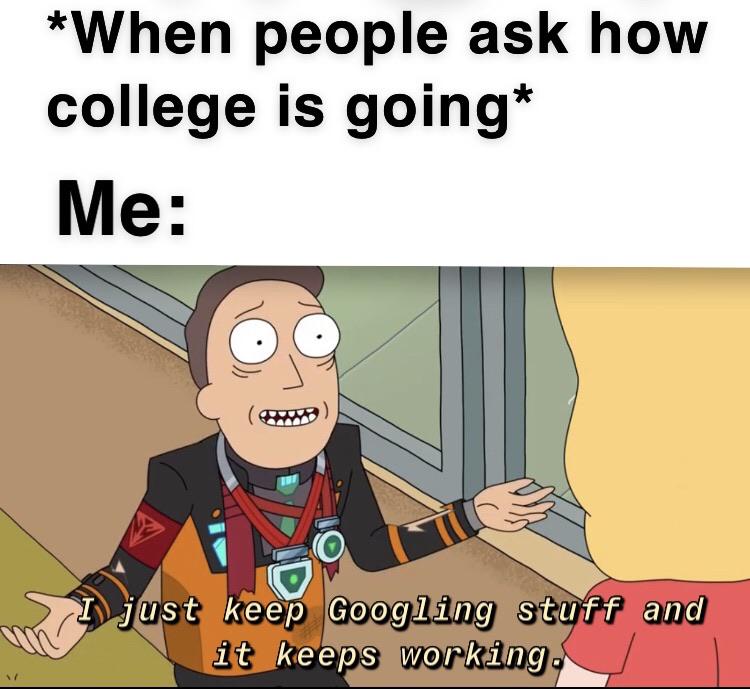 *When people ask how
college is going*
Me:
I just keep Googling stuff and
it keeps working.